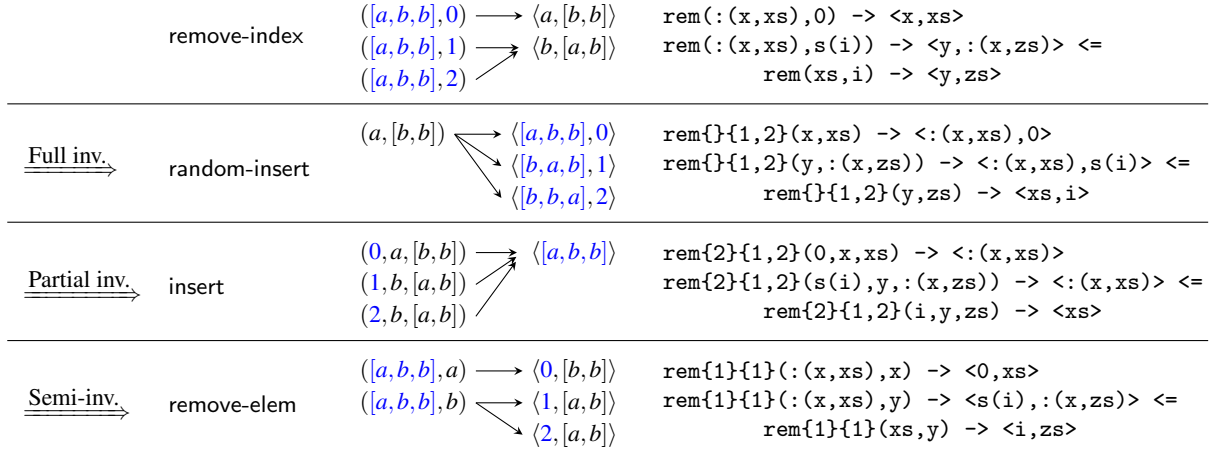 ([a,b,b],0) ⟶ ⟨a,[b,b]⟩ rem(:(x,xs),0) -> <x,xs>
remove-index ([a,b,b],1) ⟶ ⟨b,[a,b]⟩ rem(:(x,xs),s(i)) -> <y,:(x,zs)> <=
([a,b,b],2) rem(xs,i) -> <y,zs>
(a,[b,b]) ⟶ ⟨[a,b,b],0⟩ rem{}{1,2}(x,xs) -> <:(x,xs),0>
Full inv. random-insert ⟨[b,a,b],1⟩ rem{}{1,2}(y,:(x,zs)) -> <:(x,xs),s(i)> <=
⟨[b,b,a],2⟩ rem{}{1,2}(y,zs) -> <xs,i>
(0,a,[b,b]) ⟶ ⟨[a,b,b]⟩ rem{2}{1,2}(0,x,xs) -> <:(x,xs)>
Partial inv. insert (1,b,[a,b]) rem{2}{1,2}(s(i),y,:(x,zs)) -> <:(x,xs)> <=
(2,b,[a,b]) rem{2}{1,2}(i,y,zs) -> <xs>
([a,b,b],a) ⟶ ⟨0,[b,b]⟩ rem{1}{1}(:(x,xs),x) -> <0,xs>
Semi-inv. remove-elem ([a,b,b],b) ⟶ ⟨1,[a,b]⟩ rem{1}{1}(:(x,xs),y) -> <s(i),:(x,zs)> <=
⟨2,[a,b]⟩ rem{1}{1}(xs,y) -> <i,zs>